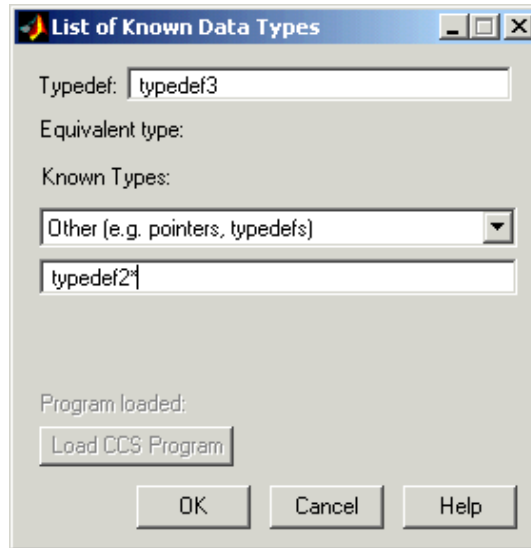 List of Known Data Types
Typedef: typedef3
Equivalent type:
Known Types:
Other (e.g. pointers, typedefs)
typedef2*
Program loaded:
Load CCS Program
OK Cancel Help